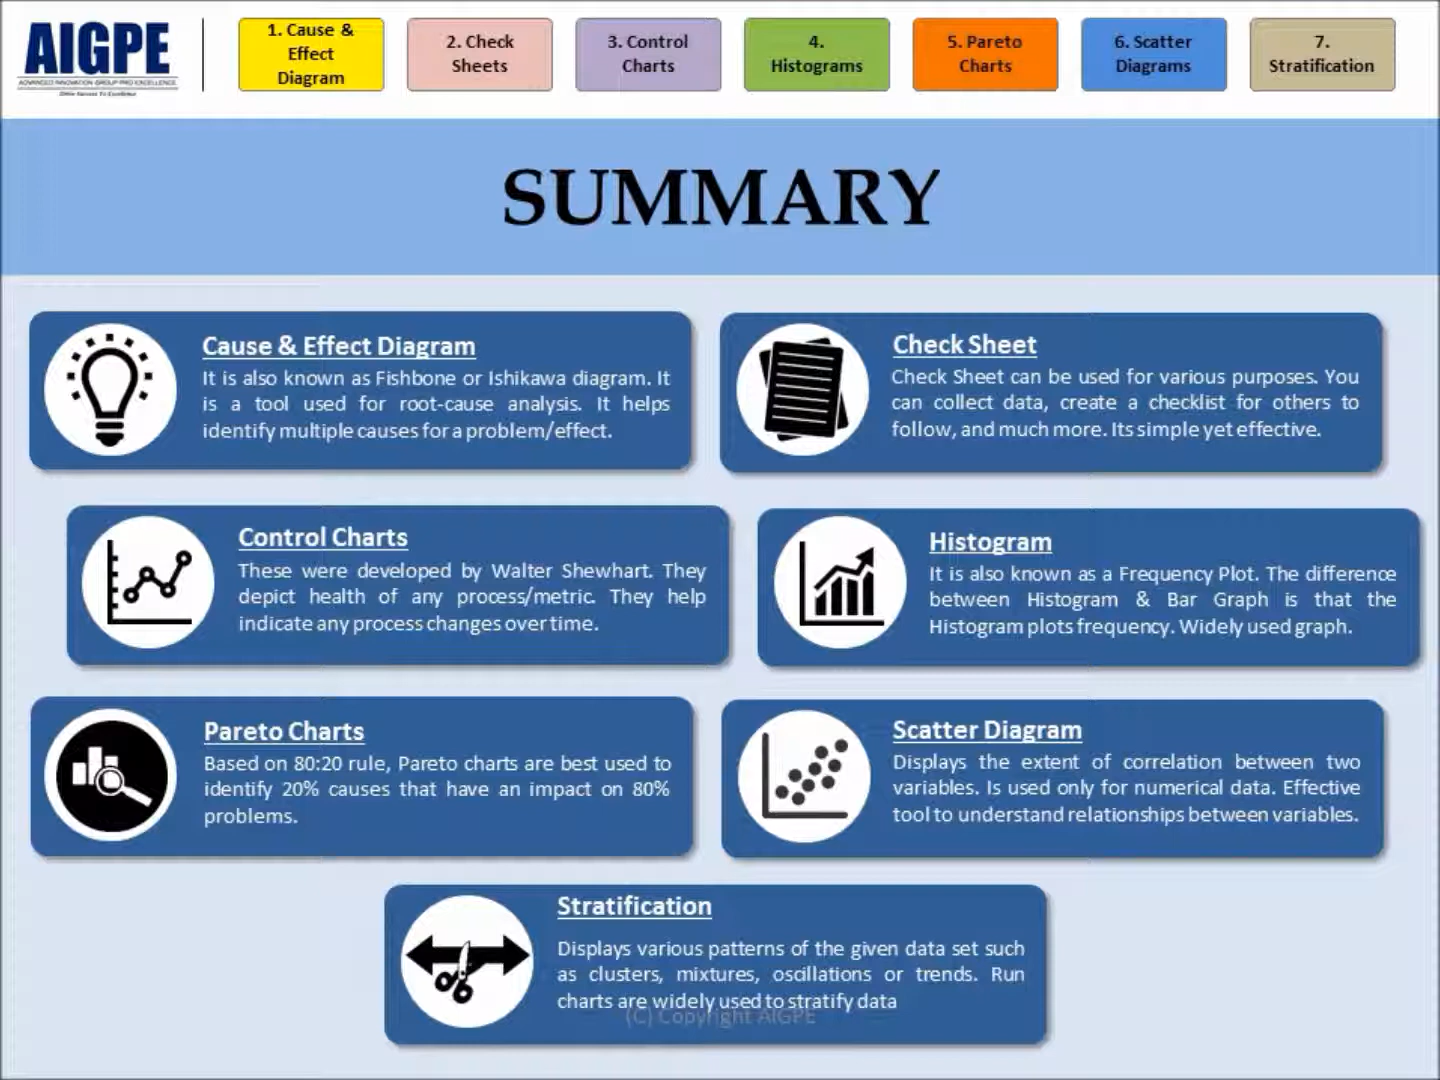 AIGPE
ADVANCED INNOVATION GROUP PRO EXCELLENCE
1. Cause &
Effect
Diagram
2. Check
Sheets
3. Control
Charts
4.
Histograms
5. Pareto
Charts
6. Scatter
Diagrams
7.
Stratification
SUMMARY
Cause & Effect Diagram
It is also known as Fishbone or Ishikawa diagram. It
is a tool used for root-cause analysis. It helps
identify multiple causes for a problem/effect.
Check Sheet
Check Sheet can be used for various purposes. You
can collect data, create a checklist for others to
follow, and much more. Its simple yet effective.
Control Charts
These were developed by Walter Shewhart. They
depict health of any process/metric. They help
indicate any process changes over time.
Histogram
It is also known as a Frequency Plot. The difference
between Histogram & Bar Graph is that the
Histogram plots frequency. Widely used graph.
Pareto Charts
Based on 80:20 rule, Pareto charts are best used to
identify 20% causes that have an impact on 80%
problems.
Scatter Diagram
Displays the extent of correlation between two
variables. Is used only for numerical data. Effective
tool to understand relationships between variables.
Stratification
Displays various patterns of the given data set such
as clusters, mixtures, oscillations or trends. Run
charts are widely used to stratify data
(C) Copyright AIGPE